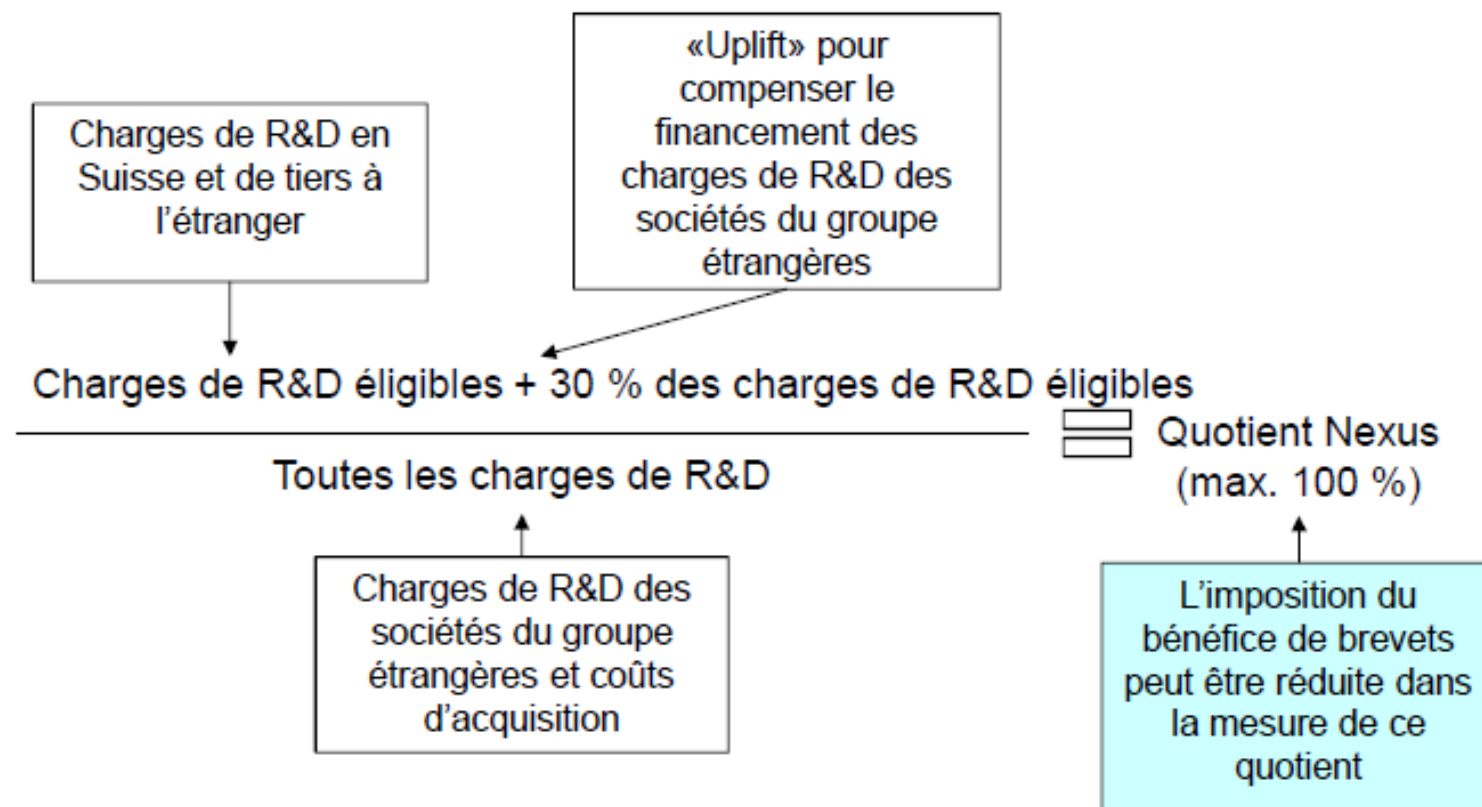 «Uplift» pour
compenser le
financement des
charges de R&D des
sociétés du groupe
étrangères
Charges de R&D en
Suisse et de tiers à
l’étranger
Charges de R&D éligibles + 30 % des charges de R&D éligibles
Toutes les charges de R&D
Quotient Nexus
(max. 100 %)
Charges de R&D des
sociétés du groupe
étrangères et coûts
d’acquisition
L’imposition du
bénéfice de brevets
peut être réduite dans
la mesure de ce
quotient